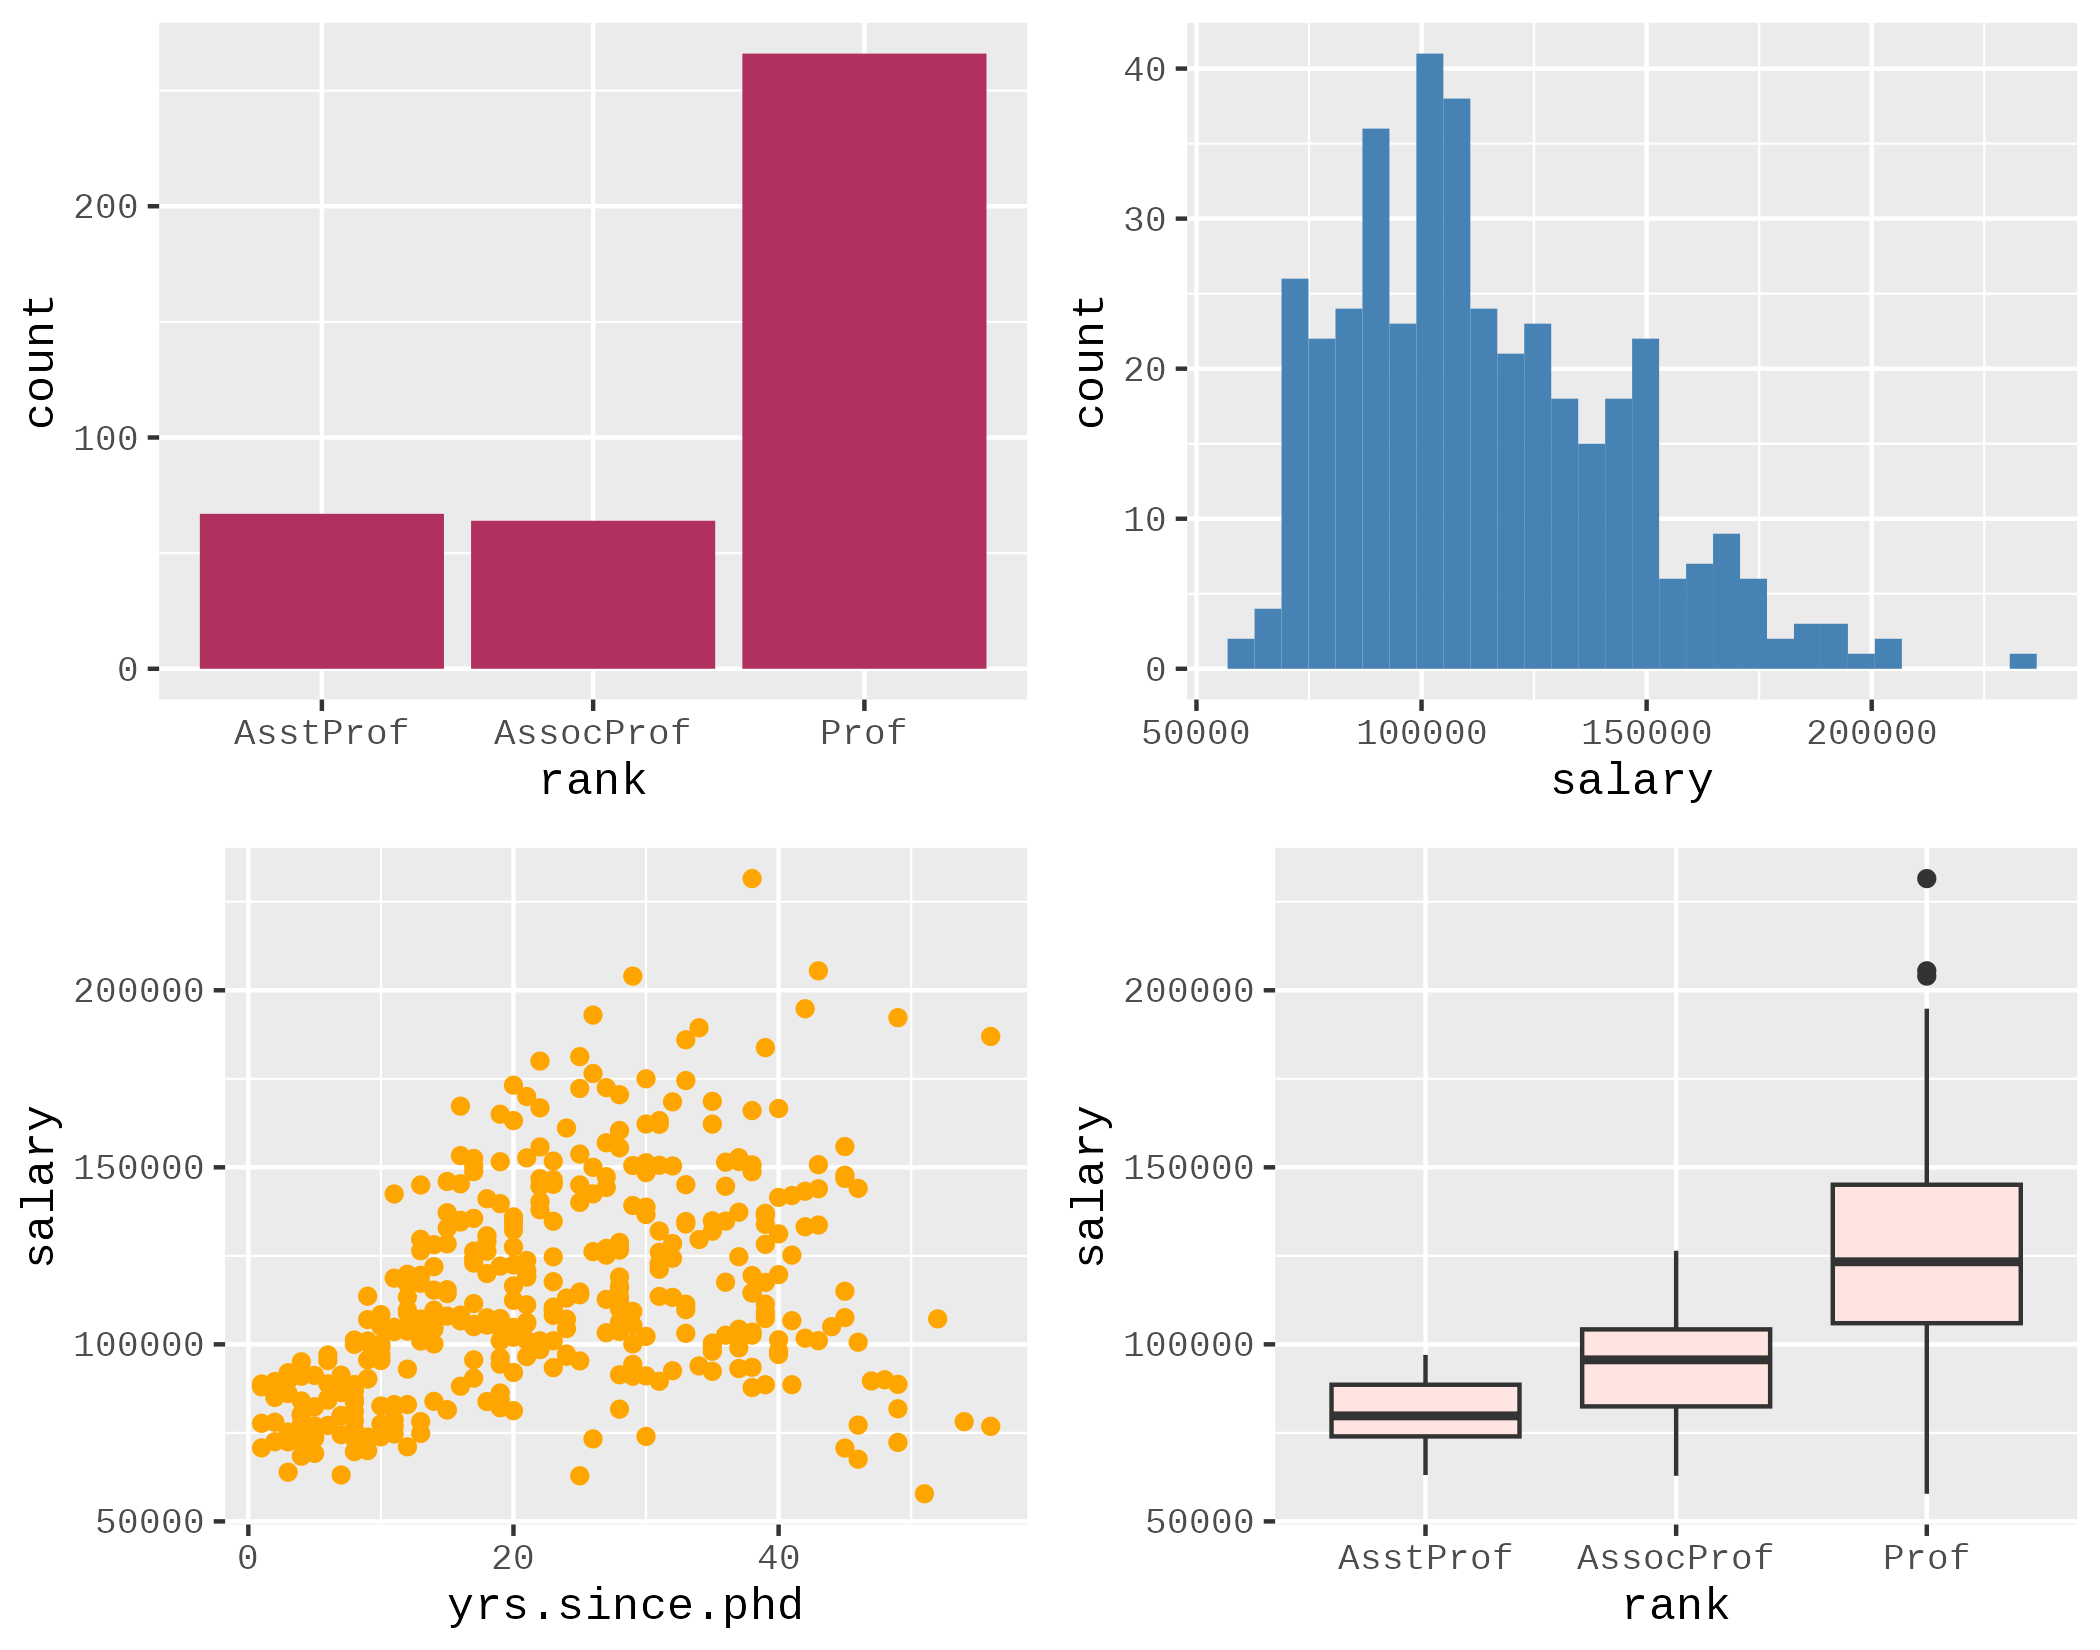 count
200
100
0
AsstProf AssocProf Prof
rank
count
40
30
20
10
0
50000 100000 150000 200000
salary
salary
200000
150000
100000
50000
0 20 40
yrs.since.phd
salary
200000
150000
100000
50000
AsstProf AssocProf Prof
rank